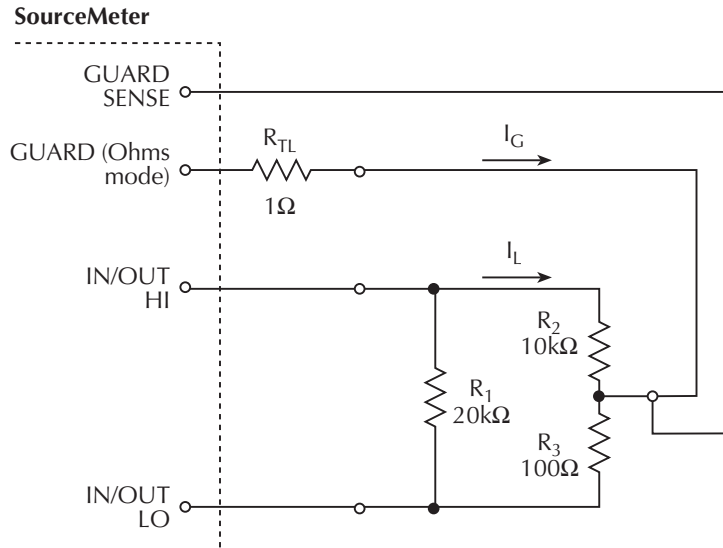 SourceMeter
GUARD
SENSE
GUARD (Ohms
mode)
R_TL
1Ω
I_G
IN/OUT
HI
I_L
R_2
10kΩ
R_1
20kΩ
R_3
100Ω
IN/OUT
LO